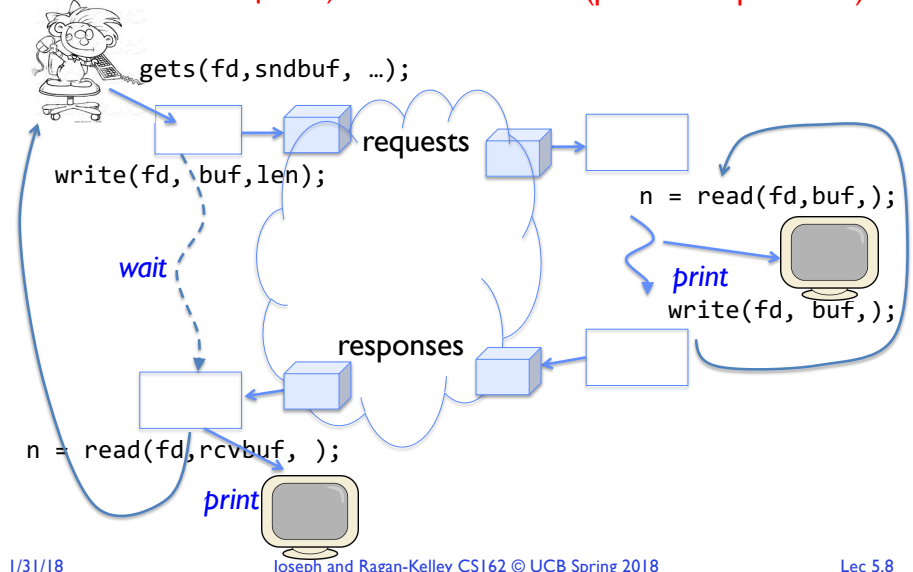 gets(fd,sndbuf, …);
requests
write(fd, buf,len);
n = read(fd,buf,);
wait
print
write(fd, buf,);
responses
n = read(fd,rcvbuf, );
print
1/31/18
Joseph and Ragan-Kelley CS162 © UCB Spring 2018
Lec 5.8